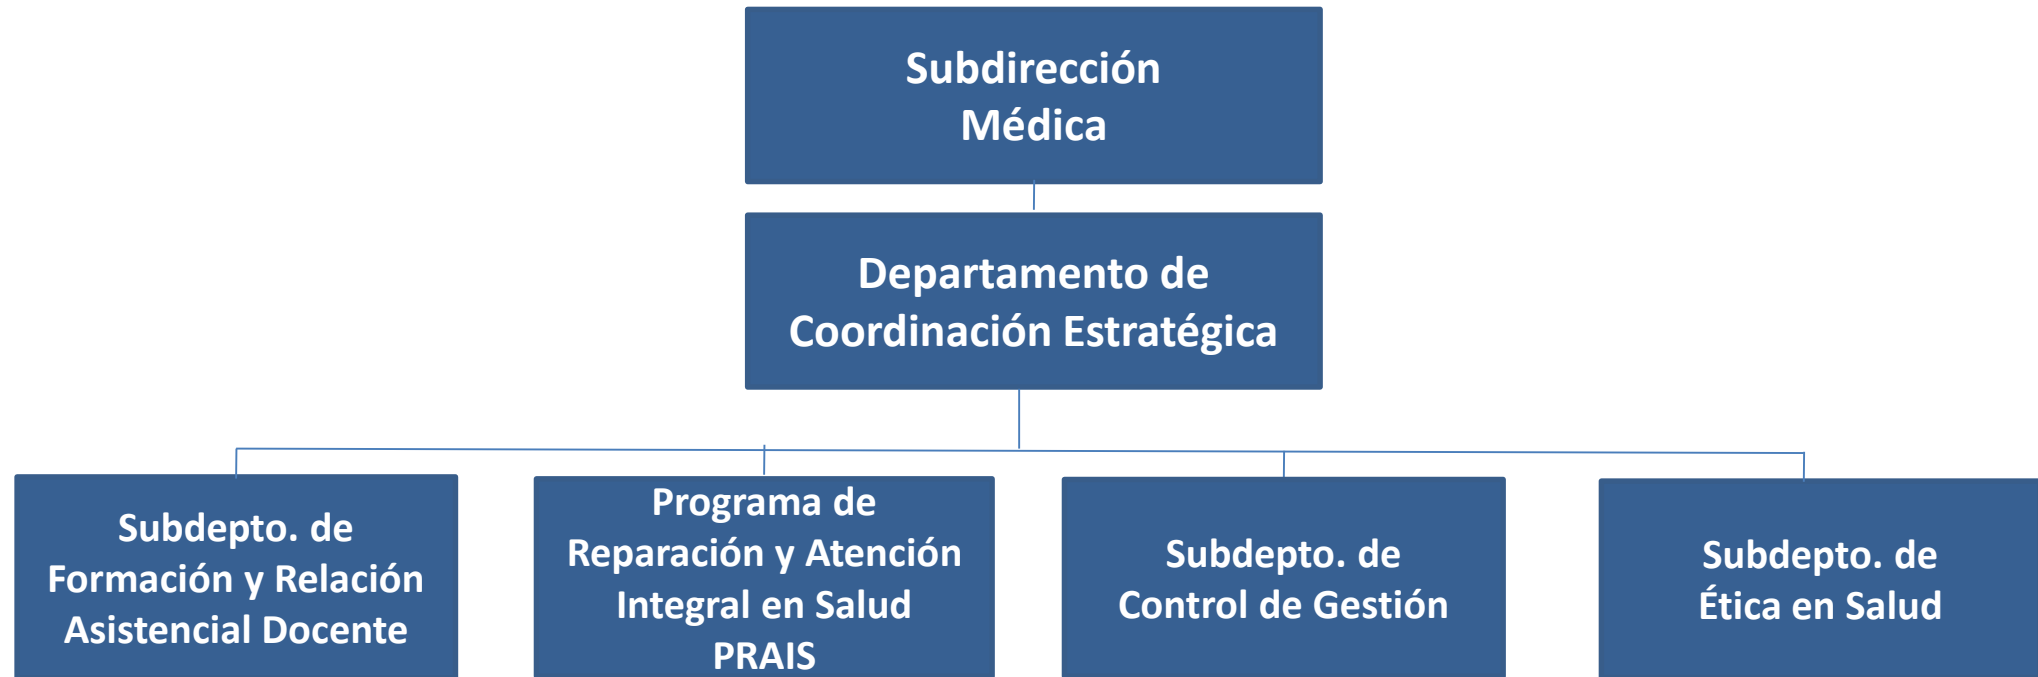 Subdirección
Médica
Departamento de
Coordinación Estratégica
Subdepto. de
Formación y Relación
Asistencial Docente
Programa de
Reparación y Atención
Integral en Salud
PRAIS
Subdepto. de
Control de Gestión
Subdepto. de
Ética en Salud